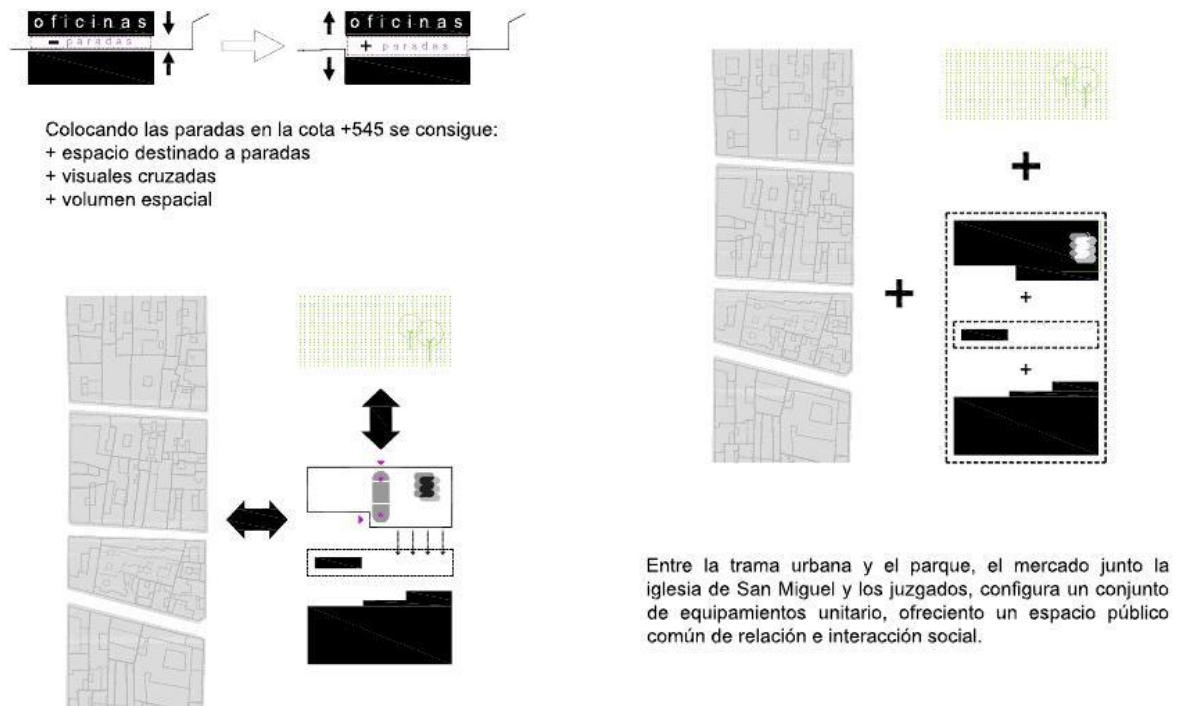 oficinas
- paradas
oficinas
+ paradas
Colocando las paradas en la cota +545 se consigue:
+ espacio destinado a paradas
+ visuales cruzadas
+ volumen espacial
+
+
+
+
Entre la trama urbana y el parque, el mercado junto la
iglesia de San Miguel y los juzgados, configura un conjunto
de equipamientos unitario, ofreciento un espacio público
común de relación e interacción social.